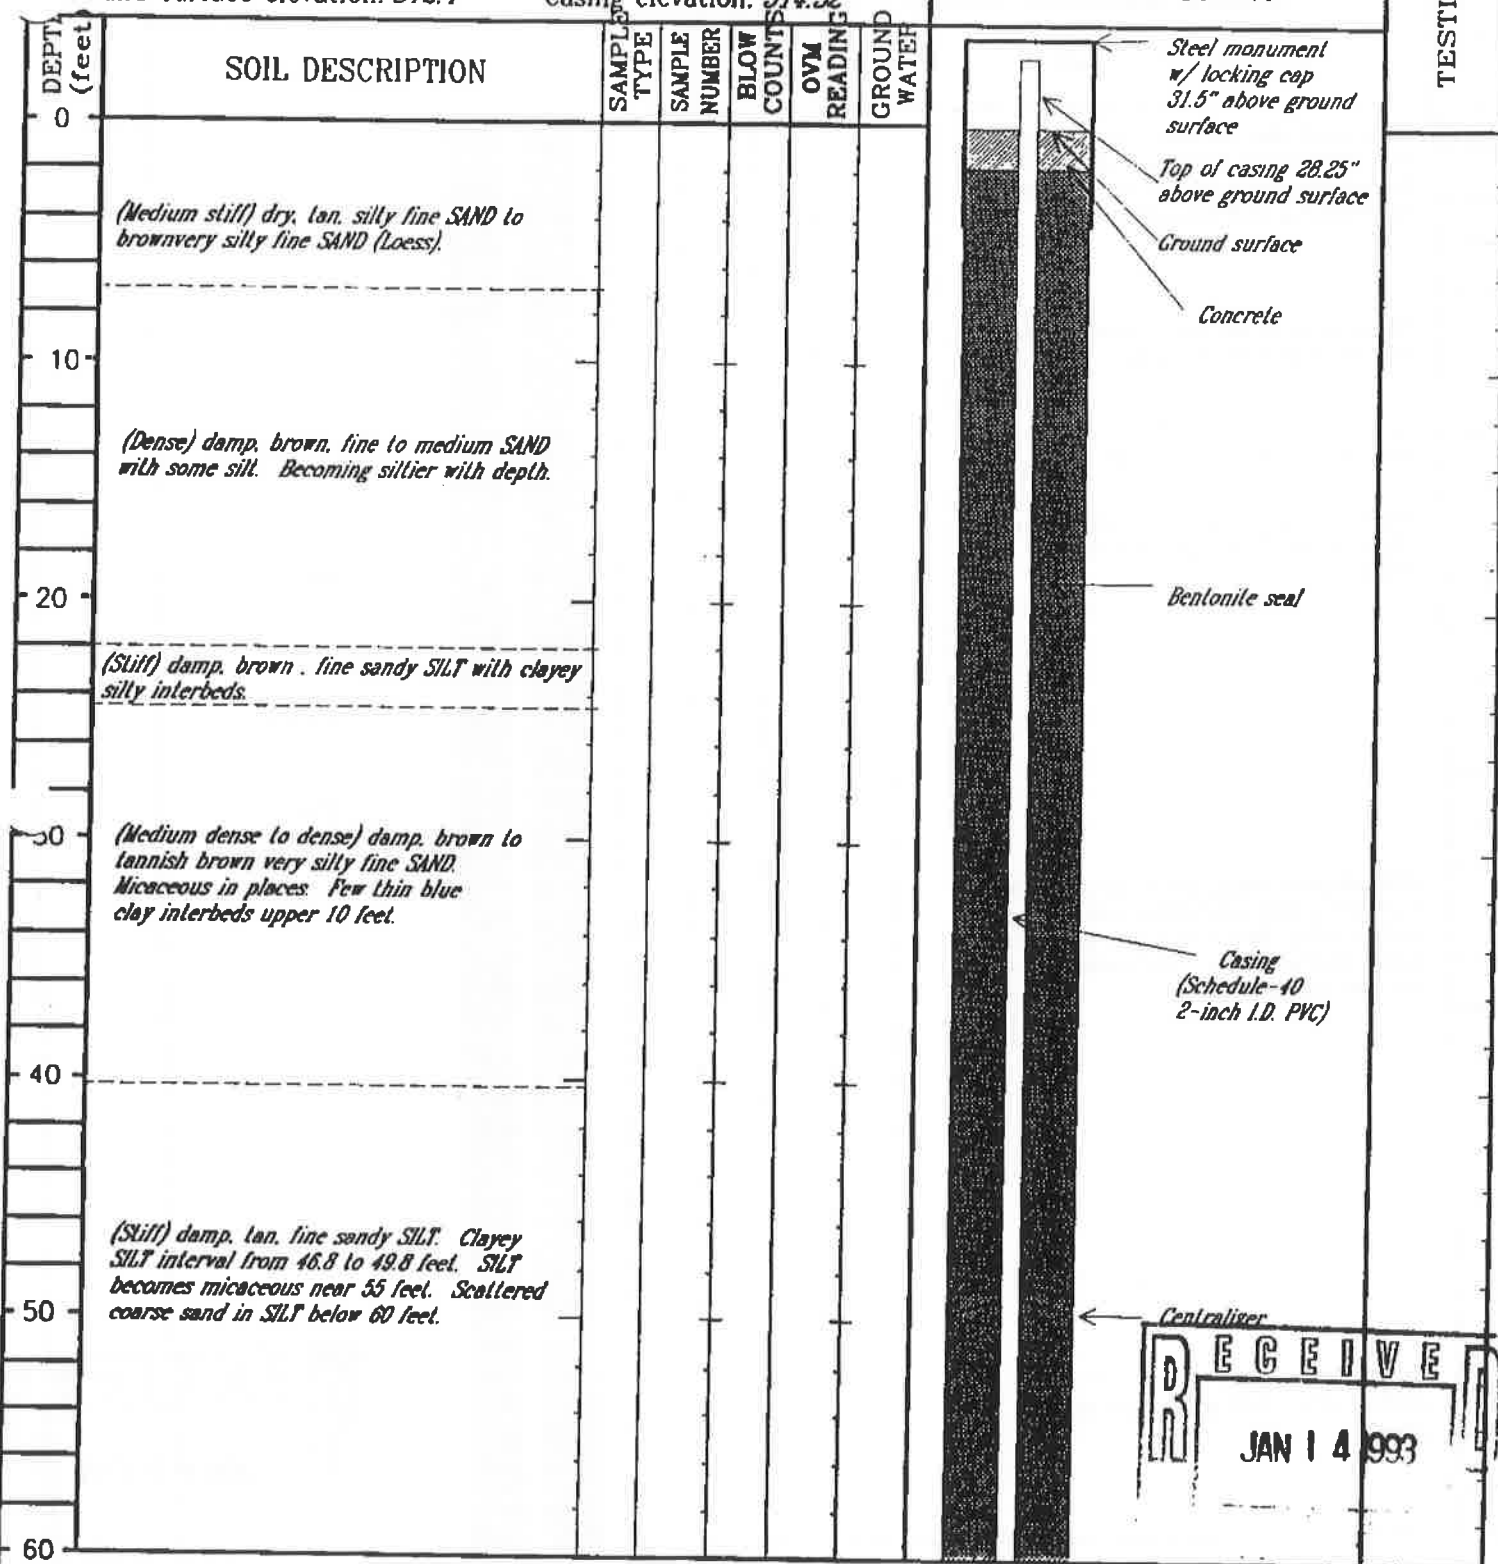 surface elevation: 572.4 Casing elevation: 574.52
DEPTH
(feet)
SOIL DESCRIPTION
SAMPLE
TYPE
SAMPLE
NUMBER
BLOW
COUNTS
OVM
READING
GROUND
WATER
TESTI
Steel monument
w/ locking cap
31.5" above ground
surface
0
Top of casing 28.25"
above ground surface
(Medium stiff) dry, tan, silty fine SAND to
brownvery silty fine SAND (Loess).
Ground surface
Concrete
10
(Dense) damp, brown, fine to medium SAND
with some silt. Becoming siltier with depth.
20
Bentonite seal
(Stiff) damp, brown . fine sandy SILT with clayey
silty interbeds.
30
(Medium dense to dense) damp, brown to
tannish brown very silty fine SAND.
Micaceous in places. Few thin blue
clay interbeds upper 10 feet.
Casing
(Schedule-40
2-inch I.D. PVC)
40
(Stiff) damp, tan, fine sandy SILT. Clayey
SILT interval from 46.8 to 49.8 feet. SILT
becomes micaceous near 55 feet. Scattered
coarse sand in SILT below 60 feet.
50
Centralizer
RECEIVED
JAN 14 1993
60